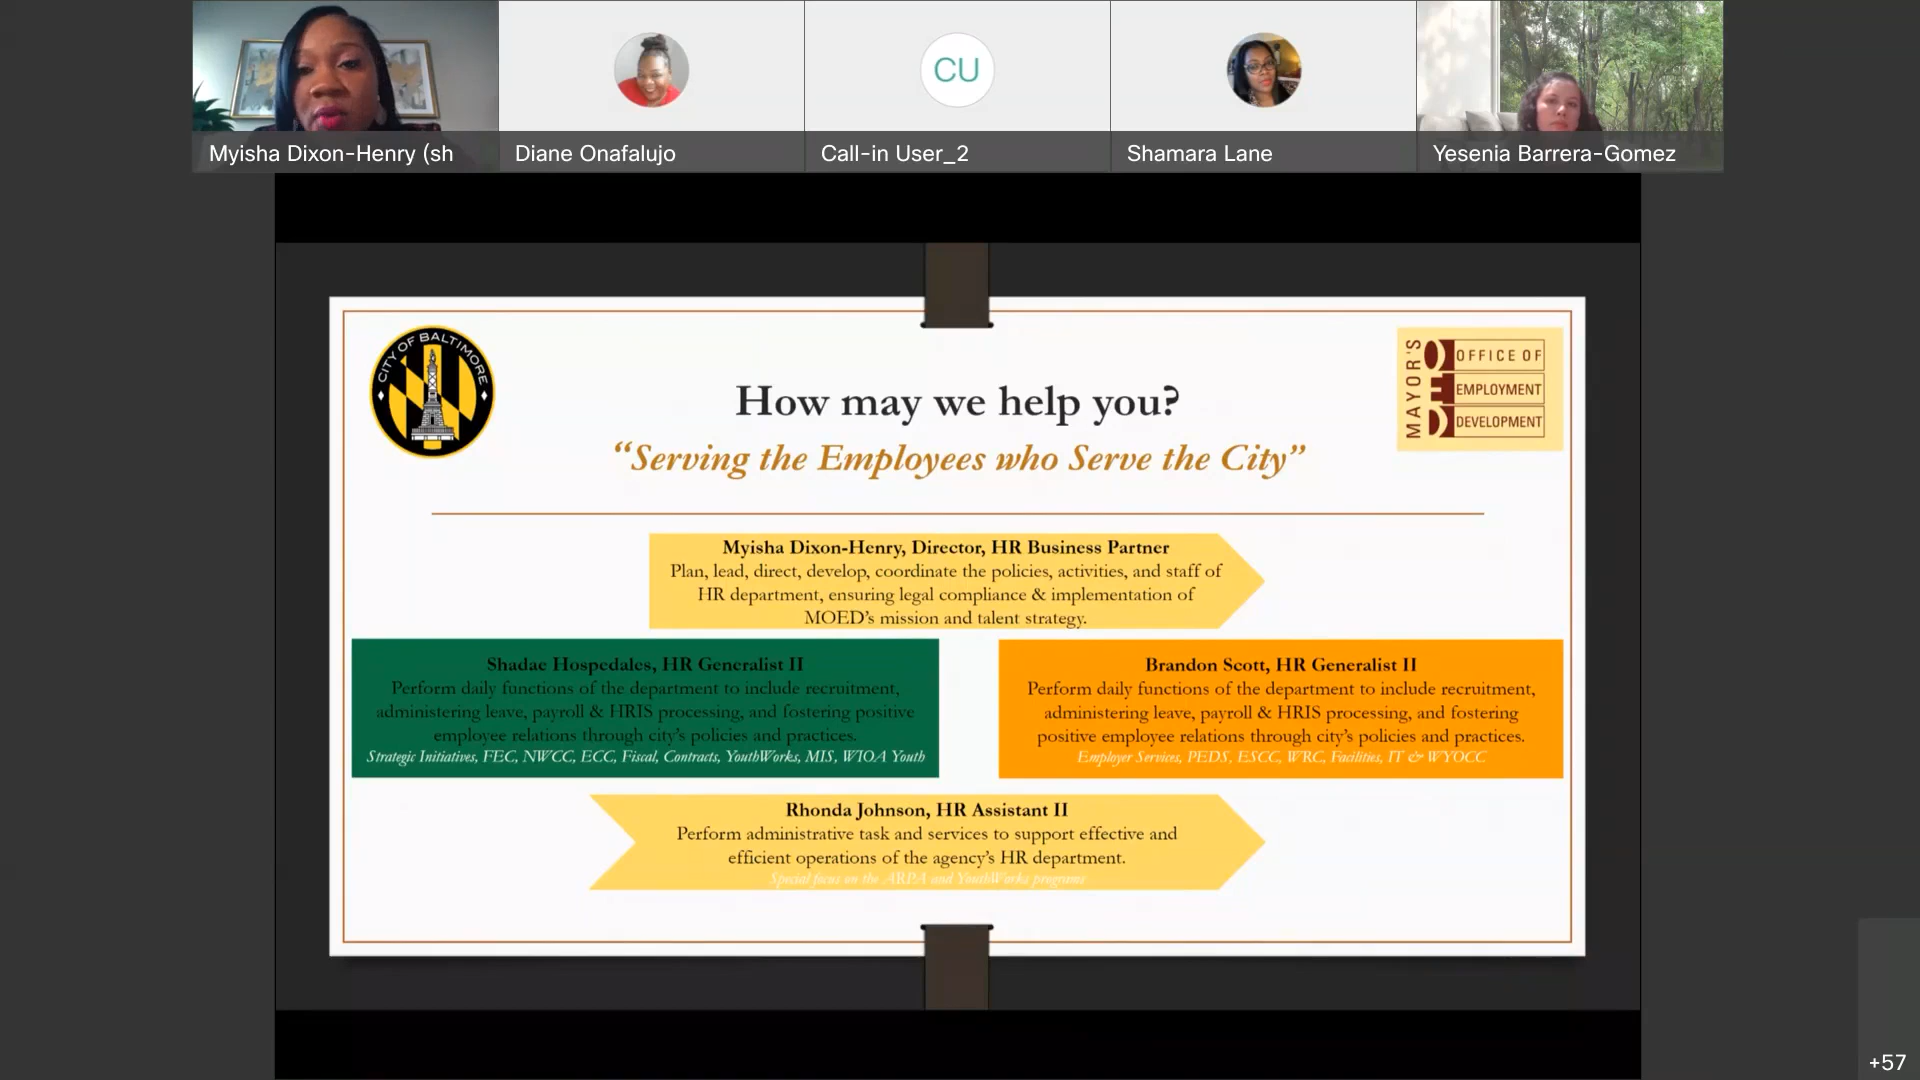 Myisha Dixon-Henry (sh
Diane Onafalujo
CU
Call-in User_2
Shamara Lane
Yesenia Barrera-Gomez
CITY OF BALTIMORE
MAYOR'S
OFFICE OF
EMPLOYMENT
DEVELOPMENT
How may we help you?
“Serving the Employees who Serve the City”
Myisha Dixon-Henry, Director, HR Business Partner
Plan, lead, direct, develop, coordinate the policies, activities, and staff of
HR department, ensuring legal compliance & implementation of
MOED’s mission and talent strategy.
Shadae Hospedales, HR Generalist II
Perform daily functions of the department to include recruitment,
administering leave, payroll & HRIS processing, and fostering positive
employee relations through city’s policies and practices.
Strategic Initiatives, FEC, NWCC, ECC, Fiscal, Contracts, YouthWorks, MIS, WIOA Youth
Brandon Scott, HR Generalist II
Perform daily functions of the department to include recruitment,
administering leave, payroll & HRIS processing, and fostering
positive employee relations through city’s policies and practices.
Employer Services, PEDS, ESCC, WRC, Facilities, IT & WYOCC
Rhonda Johnson, HR Assistant II
Perform administrative task and services to support effective and
efficient operations of the agency’s HR department.
Special focus on the ARPA and YouthWorks programs
+57